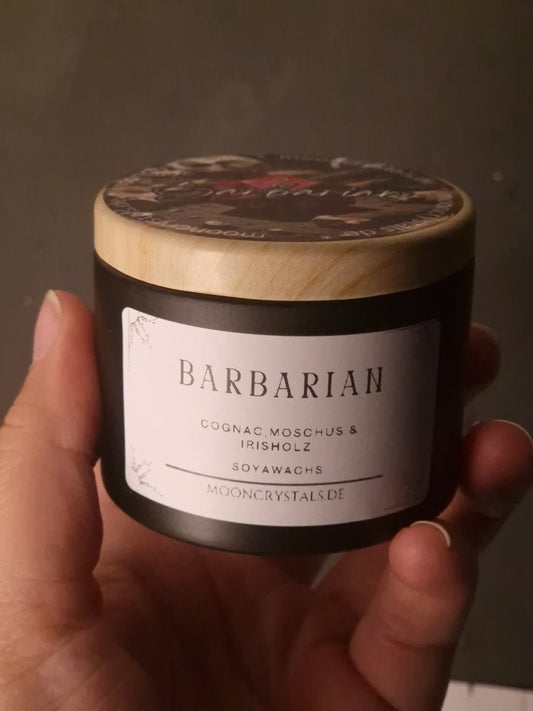 BARBARIAN
COGNAC, MOSCHUS &
IRISHOLZ
SOYAWACHS
MOONCRYSTALS.DE